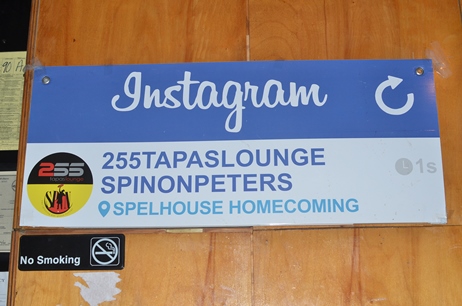 Instagram
255TAPASLOUNGE
SPINONPETERS
SPELHOUSE HOMECOMING
1s
255
No Smoking